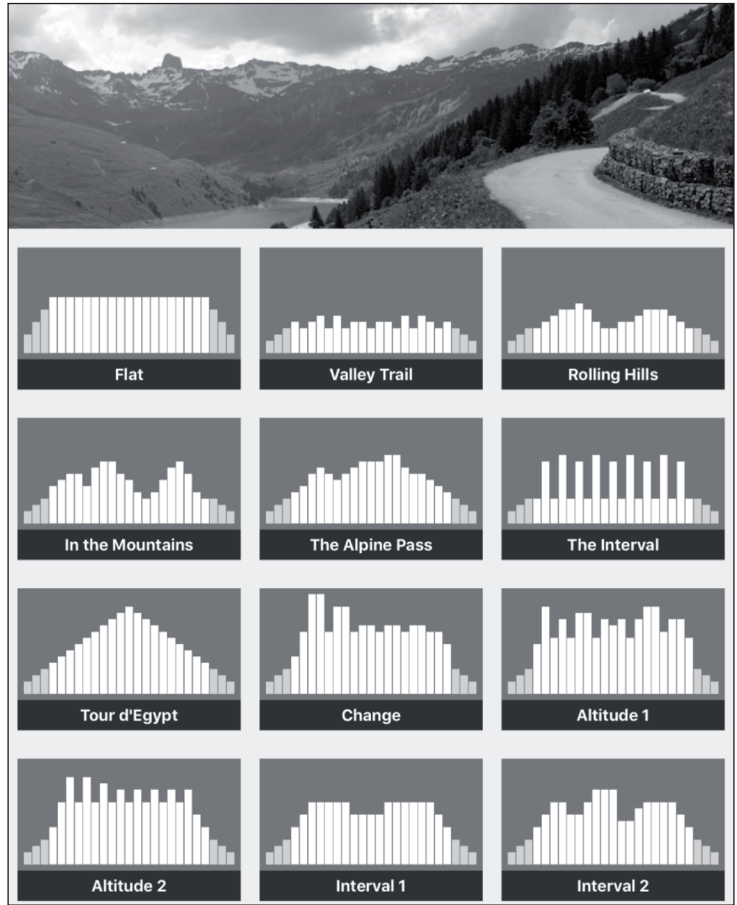 Flat
Valley Trail
Rolling Hills
In the Mountains
The Alpine Pass
The Interval
Tour d'Egypt
Change
Altitude 1
Altitude 2
Interval 1
Interval 2